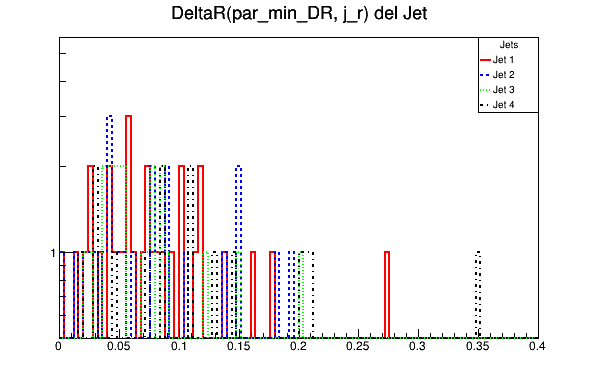 DeltaR(par_min_DR, j_r) del Jet
Jets
Jet 1
Jet 2
Jet 3
Jet 4
1
0 0.05 0.1 0.15 0.2 0.25 0.3 0.35 0.4